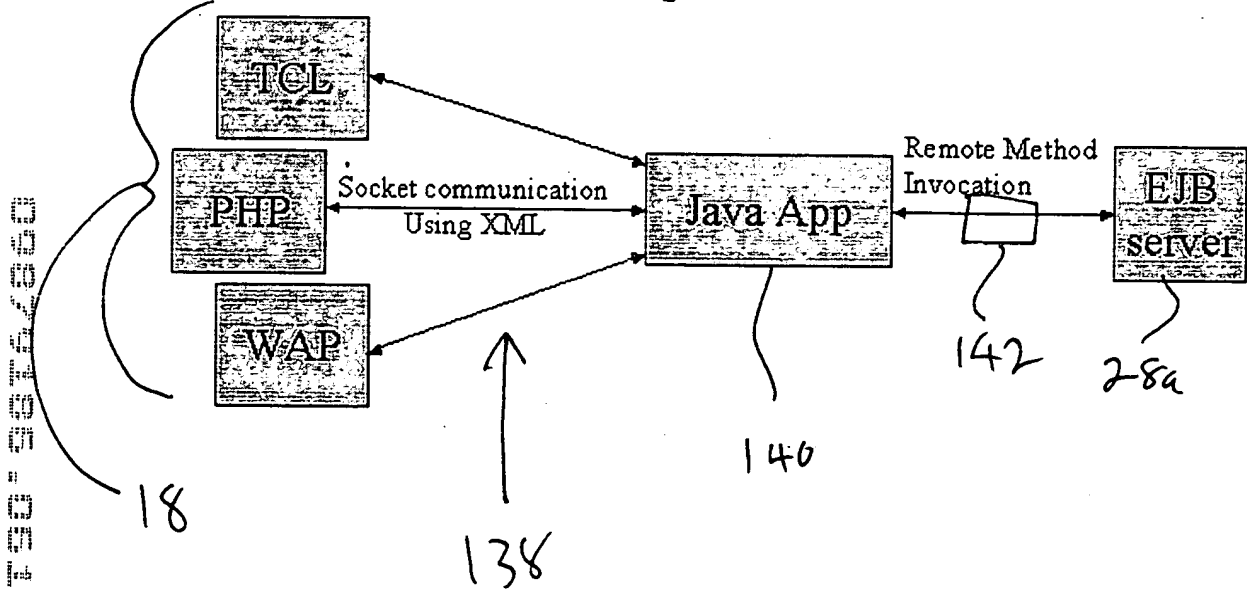 TCL
PHP
WAP
Socket communication
Using XML
Java App
Remote Method
Invocation
EJB
server
18
138
140
142
28a